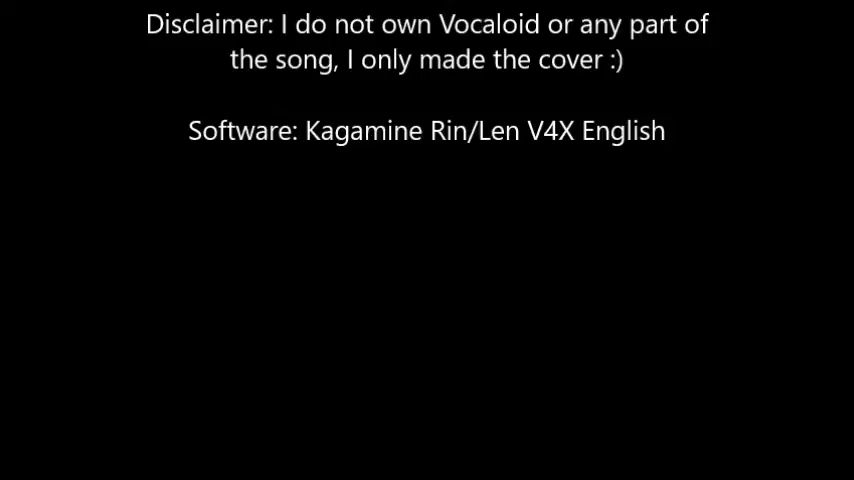 Disclaimer: I do not own Vocaloid or any part of
the song, I only made the cover :)
Software: Kagamine Rin/Len V4X English